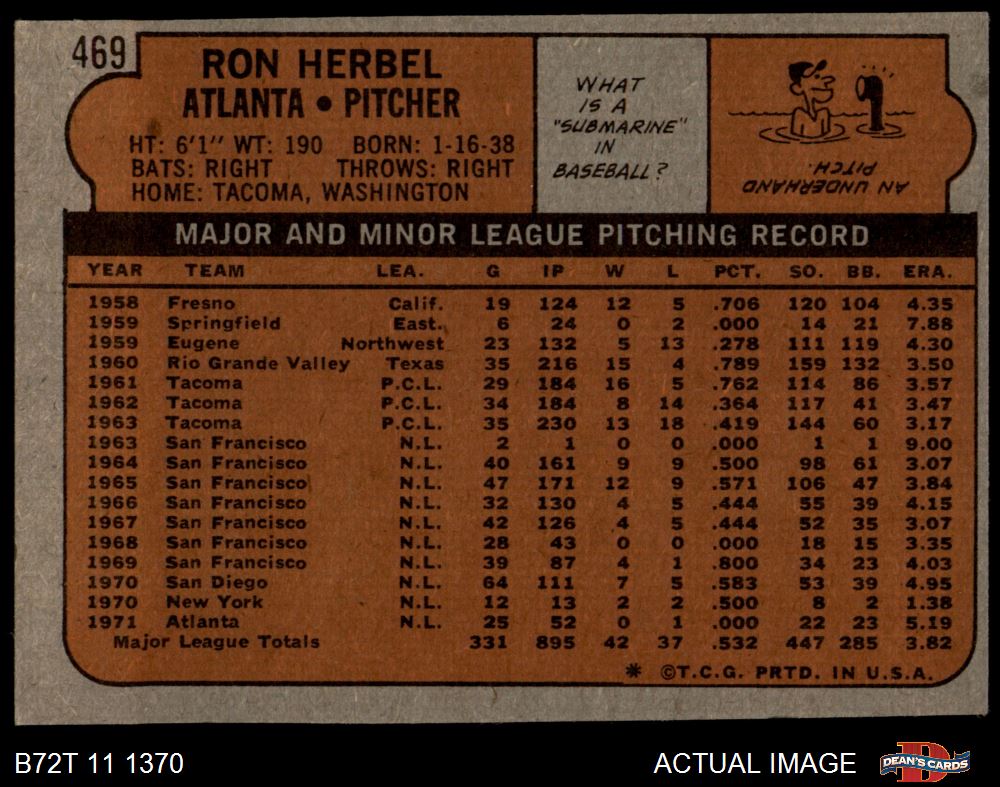 469
RON HERBEL
ATLANTA • PITCHER
HT: 6'1" WT: 190 BORN: 1-16-38
BATS: RIGHT THROWS: RIGHT
HOME: TACOMA, WASHINGTON
WHAT
IS A
"SUBMARINE"
IN
BASEBALL?
AN UNDERHAND
PITCH.
MAJOR AND MINOR LEAGUE PITCHING RECORD
YEAR TEAM LEA. G IP W L PCT. SO. BB. ERA.
1958 Fresno Calif. 19 124 12 5 .706 120 104 4.35
1959 Springfield East. 6 24 0 2 .000 14 21 7.88
1959 Eugene Northwest 23 132 5 13 .278 111 119 4.30
1960 Rio Grande Valley Texas 35 216 15 4 .789 159 132 3.50
1961 Tacoma P.C.L. 29 184 16 5 .762 114 86 3.57
1962 Tacoma P.C.L. 34 184 8 14 .364 117 41 3.47
1963 Tacoma P.C.L. 35 230 13 18 .419 144 60 3.17
1963 San Francisco N.L. 2 1 0 0 .000 1 1 9.00
1964 San Francisco N.L. 40 161 9 9 .500 98 61 3.07
1965 San Francisco N.L. 47 171 12 9 .571 106 47 3.84
1966 San Francisco N.L. 32 130 4 5 .444 55 39 4.15
1967 San Francisco N.L. 42 126 4 5 .444 52 35 3.07
1968 San Francisco N.L. 28 43 0 0 .000 18 15 3.35
1969 San Francisco N.L. 39 87 4 1 .800 34 23 4.03
1970 San Diego N.L. 64 111 7 5 .583 53 39 4.95
1970 New York N.L. 12 13 2 2 .500 8 2 1.38
1971 Atlanta N.L. 25 52 0 1 .000 22 23 5.19
Major League Totals 331 895 42 37 .532 447 285 3.82
* ©T.C.G. PRTD. IN U.S.A.
B72T 11 1370
ACTUAL IMAGE
DEAN'S CARDS